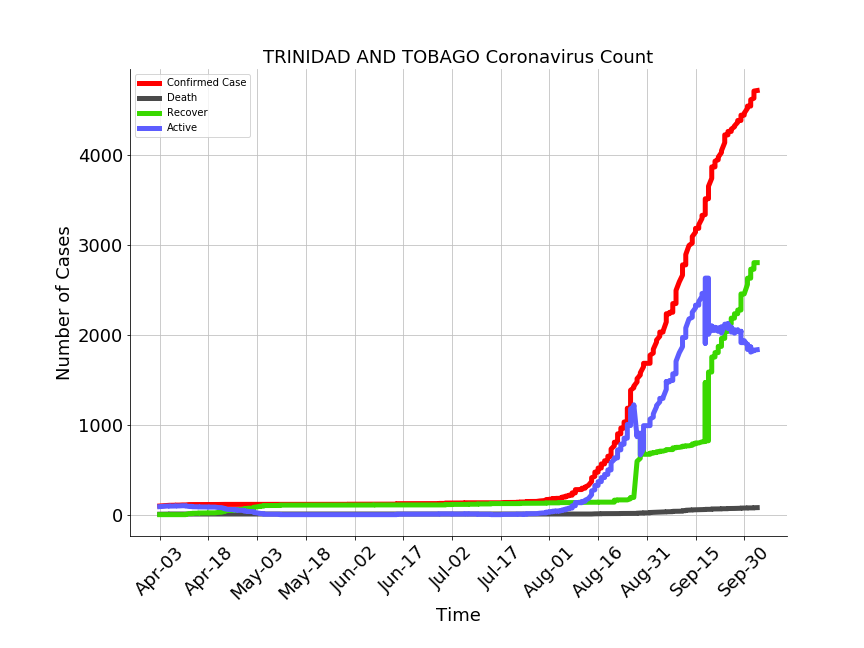 TRINIDAD AND TOBAGO Coronavirus Count
Confirmed Case
Death
Recover
Active
4000
3000
2000
1000
0
Number of Cases
Apr-03
Apr-18
May-03
May-18
Jun-02
Jun-17
Jul-02
Jul-17
Aug-01
Aug-16
Aug-31
Sep-15
Sep-30
Time